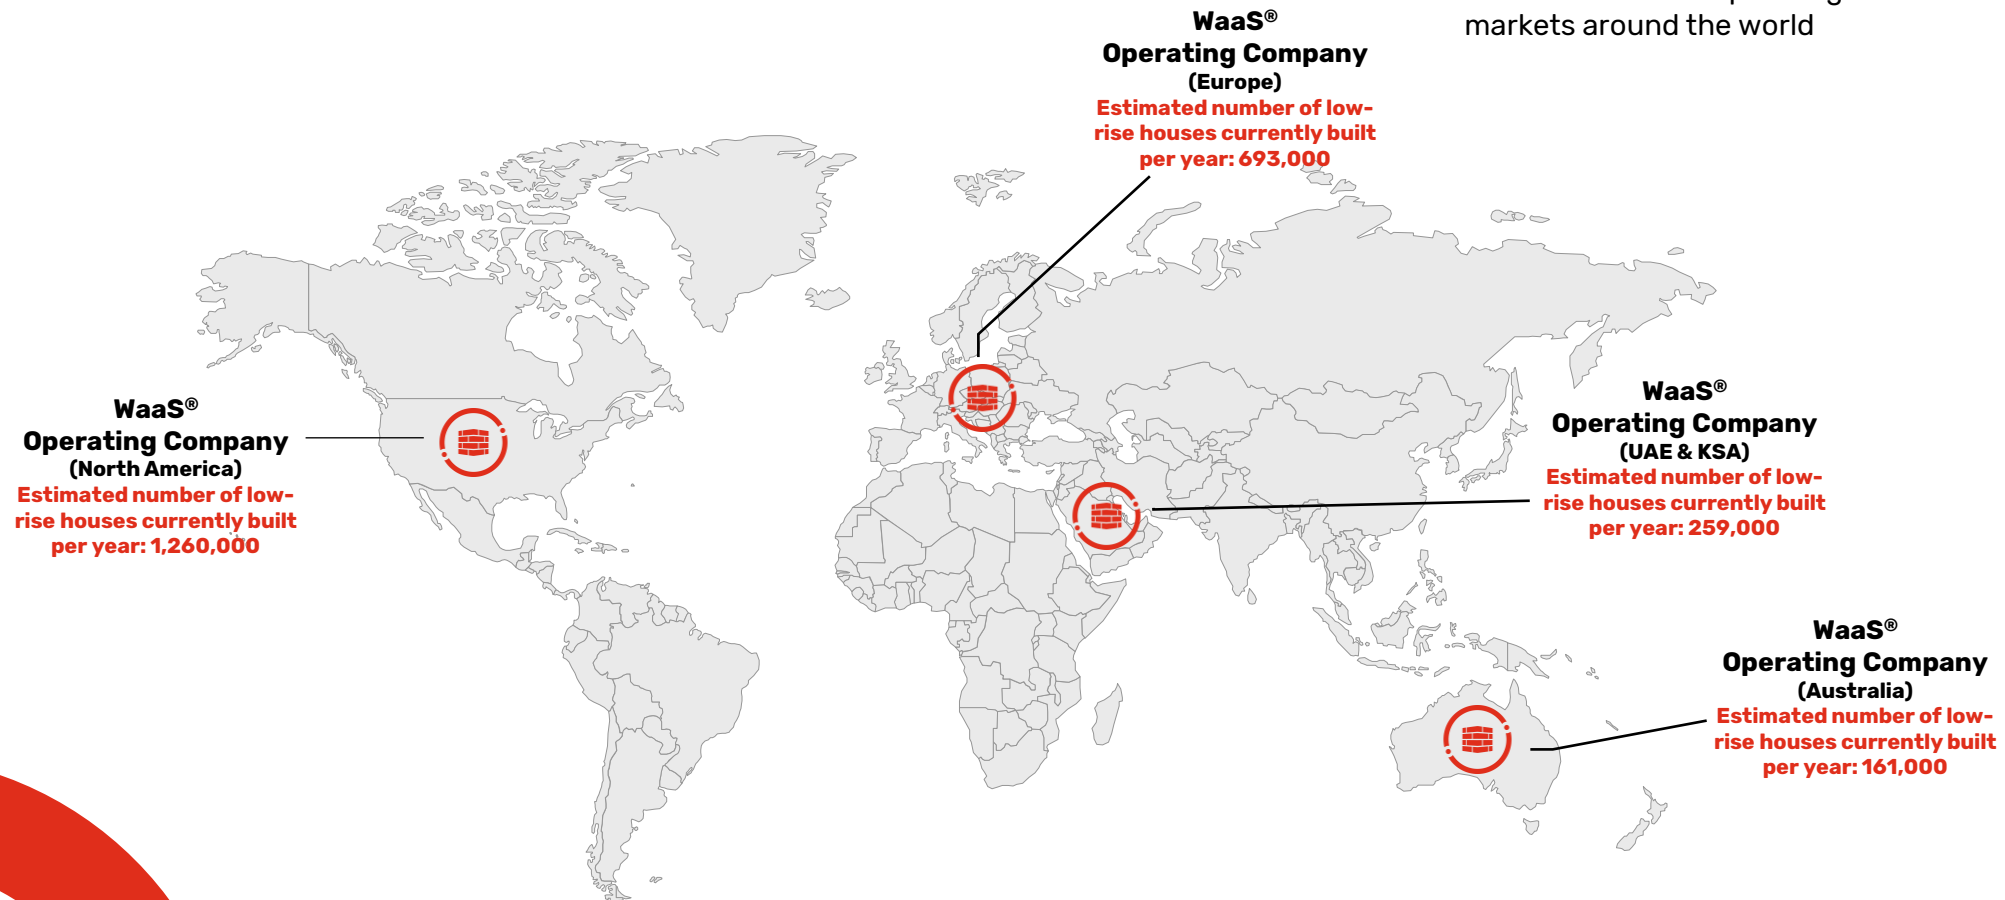 markets around the world
WaaS®
Operating Company
(Europe)
Estimated number of low-
rise houses currently built
per year: 693,000
WaaS®
Operating Company
(North America)
Estimated number of low-
rise houses currently built
per year: 1,260,000
WaaS®
Operating Company
(UAE & KSA)
Estimated number of low-
rise houses currently built
per year: 259,000
WaaS®
Operating Company
(Australia)
Estimated number of low-
rise houses currently built
per year: 161,000